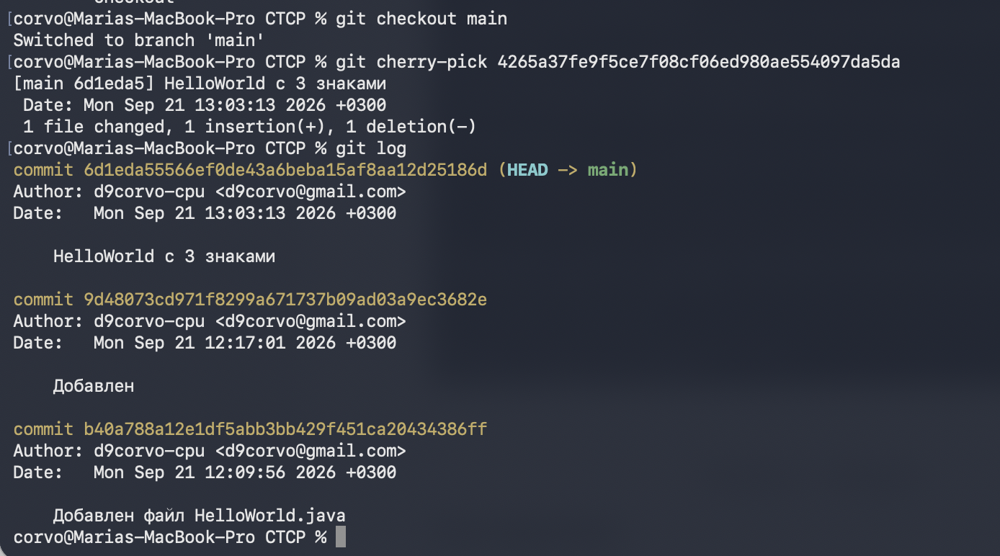 checkout
[corvo@Marias-MacBook-Pro CTCP % git checkout main
Switched to branch 'main'
[corvo@Marias-MacBook-Pro CTCP % git cherry-pick 4265a37fe9f5ce7f08cf06ed980ae554097da5da
[main 6d1eda5] HelloWorld с 3 знаками
Date: Mon Sep 21 13:03:13 2026 +0300
1 file changed, 1 insertion(+), 1 deletion(-)
[corvo@Marias-MacBook-Pro CTCP % git log
commit 6d1eda55566ef0de43a6beba15af8aa12d25186d (HEAD -> main)
Author: d9corvo-cpu <d9corvo@gmail.com>
Date:   Mon Sep 21 13:03:13 2026 +0300
HelloWorld с 3 знаками
commit 9d48073cd971f8299a671737b09ad03a9ec3682e
Author: d9corvo-cpu <d9corvo@gmail.com>
Date:   Mon Sep 21 12:17:01 2026 +0300
Добавлен
commit b40a788a12e1df5abb3bb429f451ca20434386ff
Author: d9corvo-cpu <d9corvo@gmail.com>
Date:   Mon Sep 21 12:09:56 2026 +0300
Добавлен файл HelloWorld.java
corvo@Marias-MacBook-Pro CTCP %